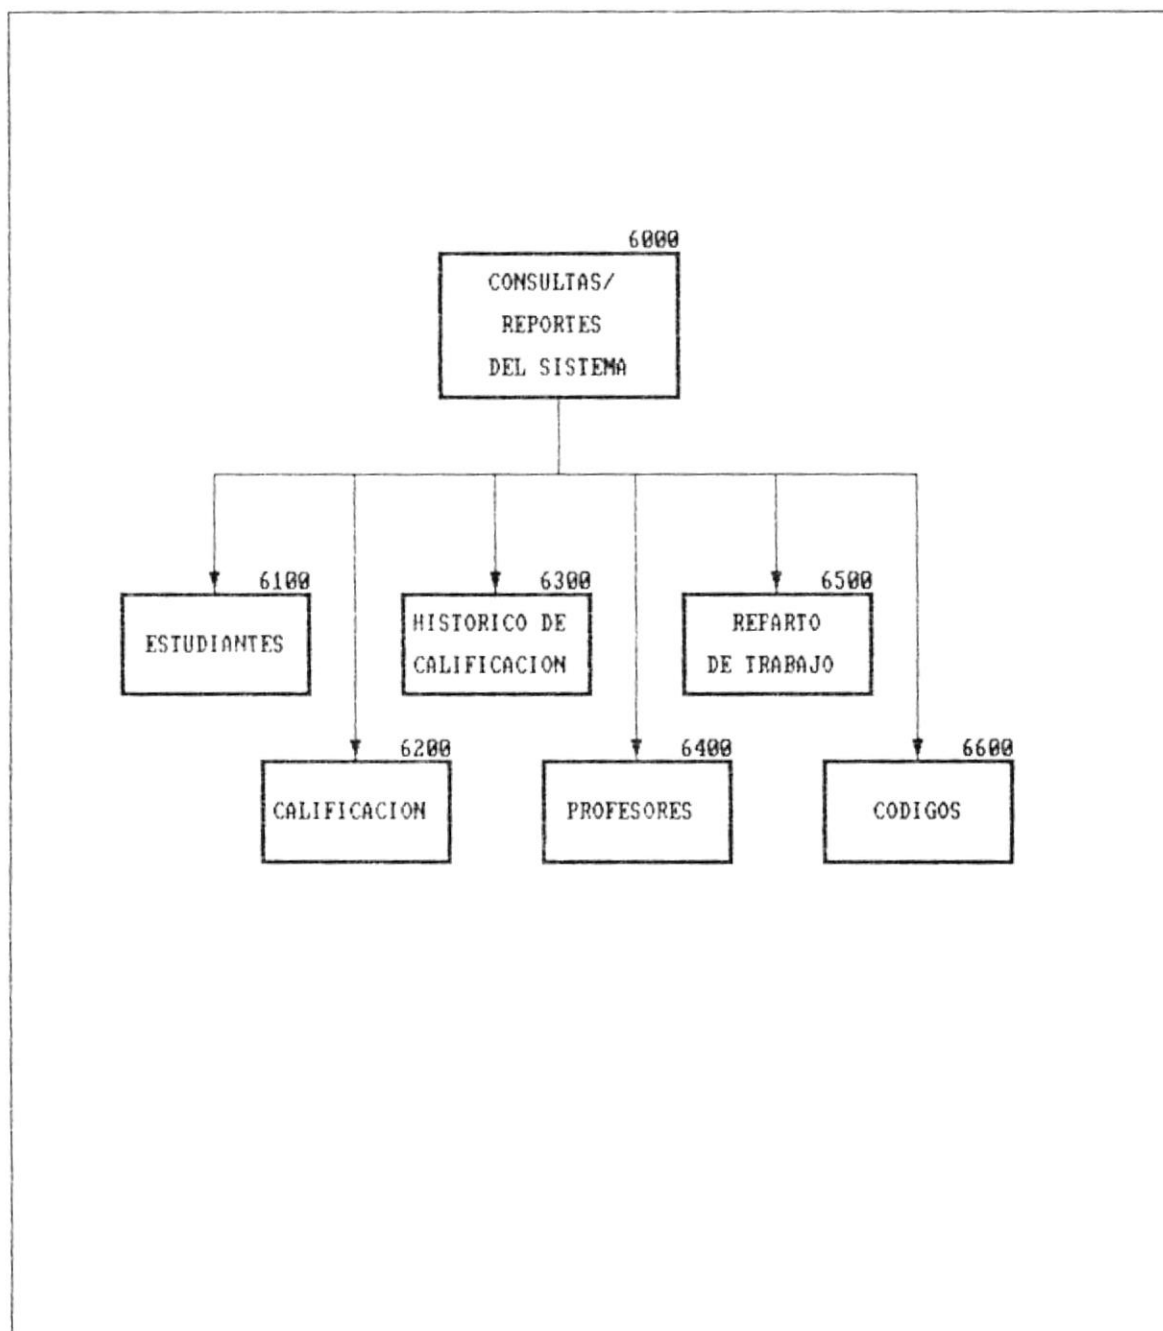 6000
CONSULTAS/
REPORTES
DEL SISTEMA
6100
ESTUDIANTES
6300
HISTORICO DE
CALIFICACION
6500
REPARTO
DE TRABAJO
6200
CALIFICACION
6400
PROFESORES
6600
CODIGOS